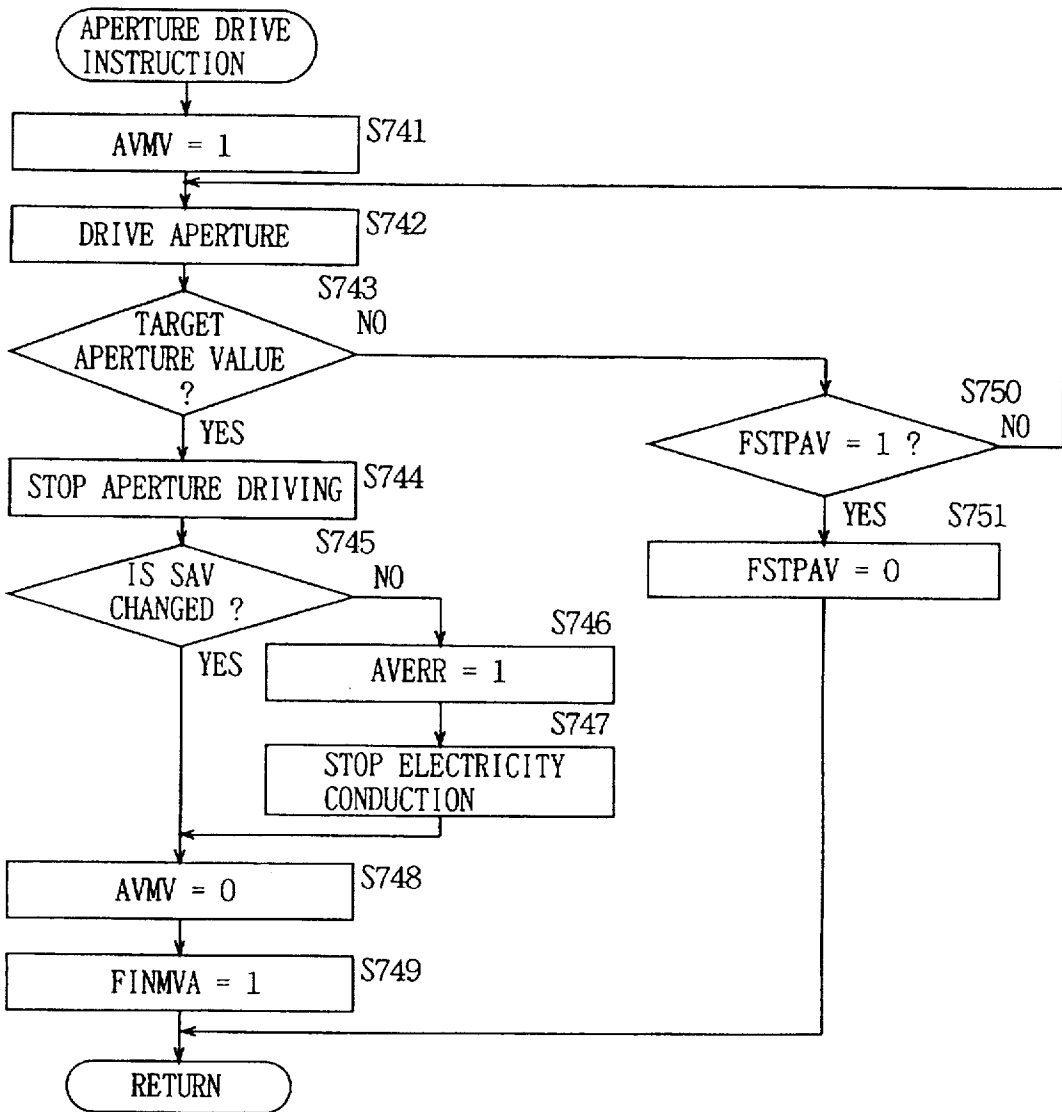 APERTURE DRIVE
INSTRUCTION
S741
AVMV = 1
S742
DRIVE APERTURE
S743
TARGET
APERTURE VALUE
?
NO
YES
S750
FSTPAV = 1 ?
NO
YES
S751
FSTPAV = 0
S744
STOP APERTURE DRIVING
S745
IS SAV
CHANGED ?
NO
YES
S746
AVERR = 1
S747
STOP ELECTRICITY
CONDUCTION
S748
AVMV = 0
S749
FINMVA = 1
RETURN